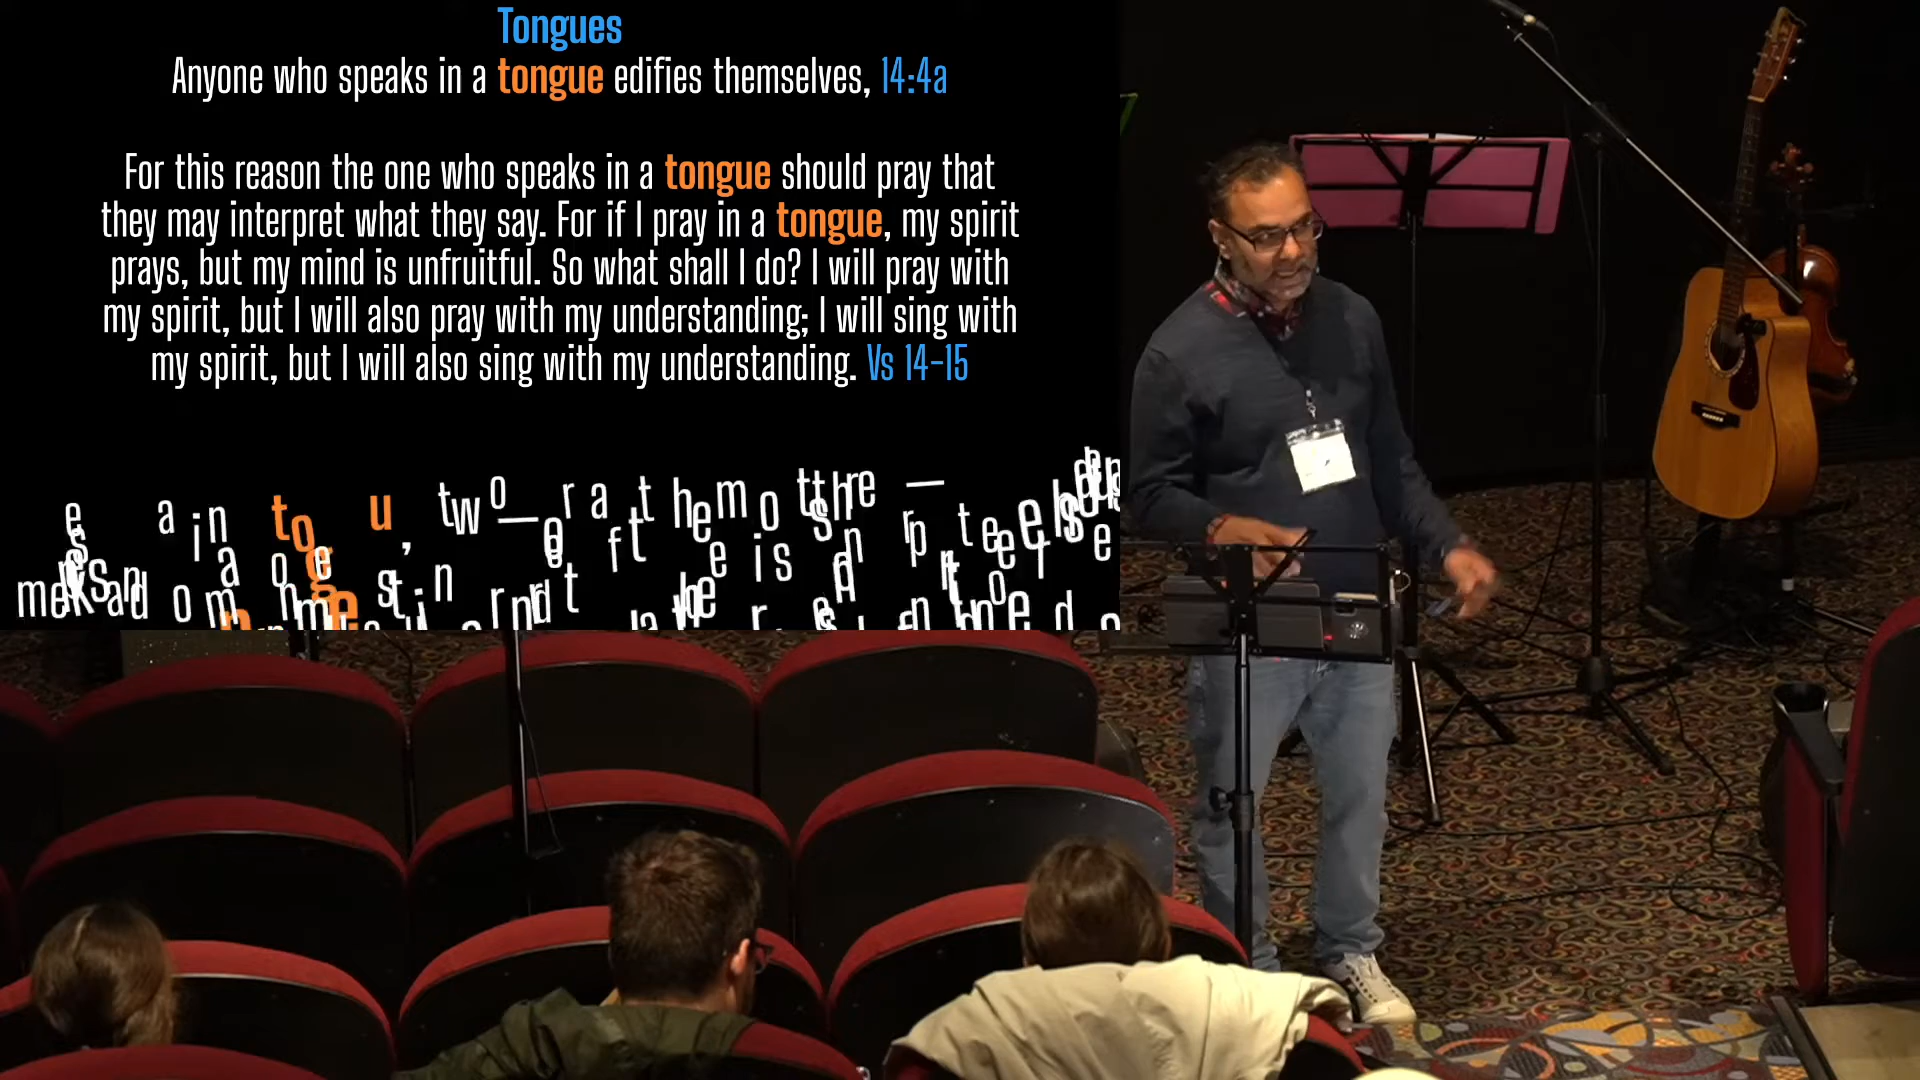 Tongues
Anyone who speaks in a tongue edifies themselves, 14:4a
For this reason the one who speaks in a tongue should pray that
they may interpret what they say. For if I pray in a tongue, my spirit
prays, but my mind is unfruitful. So what shall I do? I will pray with
my spirit, but I will also pray with my understanding; I will sing with
my spirit, but I will also sing with my understanding. Vs 14-15